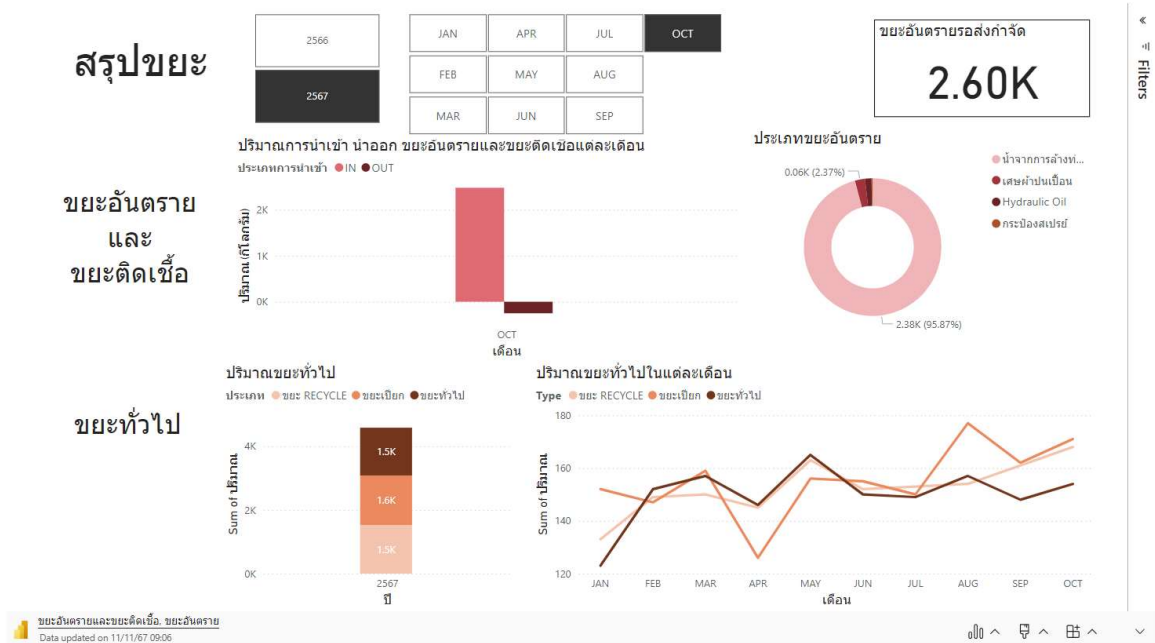 สรุปขยะ
2566
2567
JAN
APR
JUL
OCT
FEB
MAY
AUG
MAR
JUN
SEP
ขยะอันตรายรอส่งกำจัด
2.60K
Filters
ขยะอันตราย
และ
ขยะติดเชื้อ
ปริมาณการนำเข้า นำออก ขยะอันตรายและขยะติดเชื้อแต่ละเดือน
ประเภทการนำเข้า IN OUT
ปริมาณ (กิโลกรัม)
2K
1K
0K
OCT
เดือน
ประเภทขยะอันตราย
0.06K (2.37%)
2.38K (95.87%)
น้ำจากการล้างท่...
เศษผ้าปนเปื้อน
Hydraulic Oil
กระป๋องสเปรย์
ขยะทั่วไป
ปริมาณขยะทั่วไป
ประเภท ขยะ RECYCLE ขยะเปียก ขยะทั่วไป
Sum of ปริมาณ
4K
2K
0K
1.5K
1.6K
1.5K
2567
ปี
ปริมาณขยะทั่วไปในแต่ละเดือน
Type ขยะ RECYCLE ขยะเปียก ขยะทั่วไป
Sum of ปริมาณ
180
160
140
120
JAN FEB MAR APR MAY JUN JUL AUG SEP OCT
เดือน
ขยะอันตรายและขยะติดเชื้อ. ขยะอันตราย
Data updated on 11/11/67 09:06